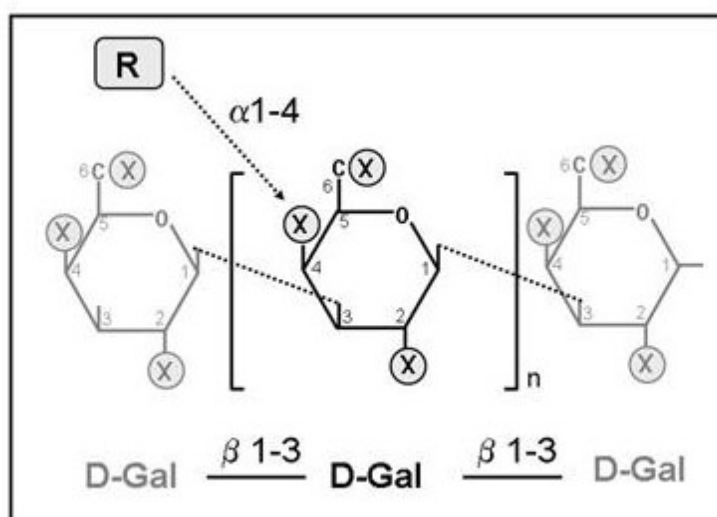 R
α1-4
6C X 6C X 6C X
X 5 O X 5 O X 5 O
4 1 4 1 4 1
3 2 3 2 3 2
X X X
n
β 1-3 β 1-3
D-Gal D-Gal D-Gal